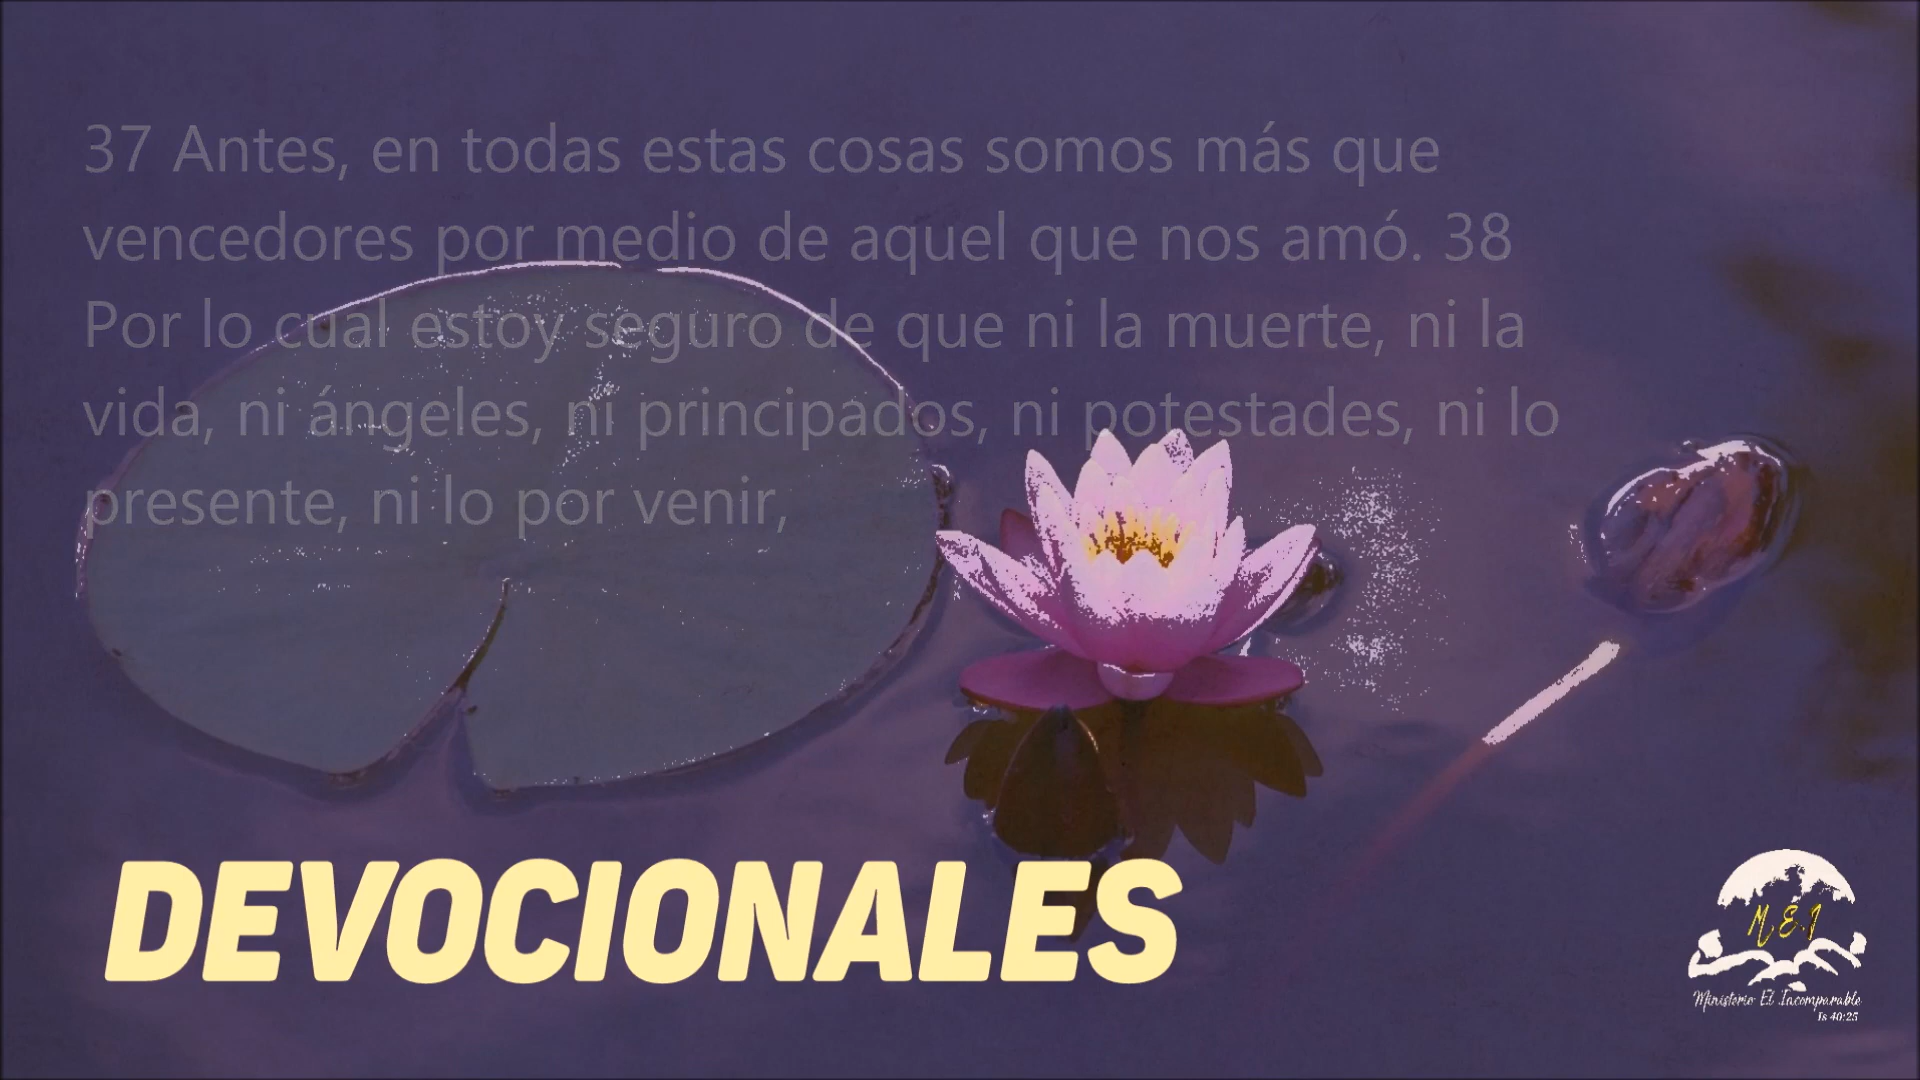 37 Antes, en todas estas cosas somos más que
vencedores por medio de aquel que nos amó. 38
Por lo cual estoy seguro de que ni la muerte, ni la
vida, ni ángeles, ni principados, ni potestades, ni lo
presente, ni lo por venir,
DEVOCIONALES
M E I
Ministerio El Incomparable
Is 40:25